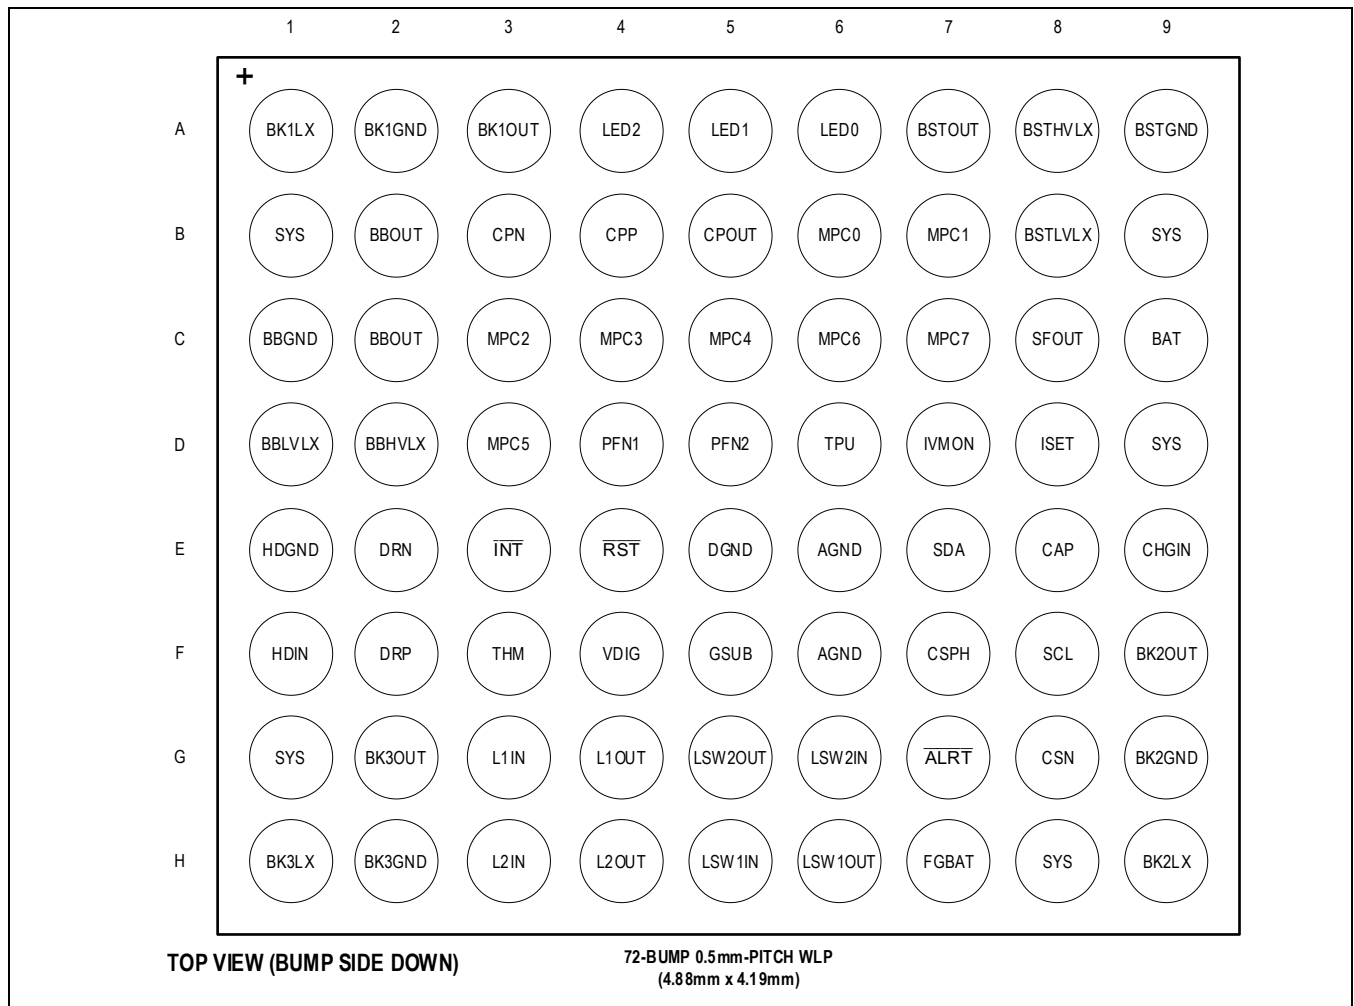 1 2 3 4 5 6 7 8 9
+
A BK1LX BK1GND BK1OUT LED2 LED1 LED0 BSTOUT BSTHVLX BSTGND
B SYS BBOUT CPN CPP CPOUT MPC0 MPC1 BSTLVLX SYS
C BBGND BBOUT MPC2 MPC3 MPC4 MPC6 MPC7 SFOUT BAT
D BBLVLX BBHVLX MPC5 PFN1 PFN2 TPU IVMON ISET SYS
E HDGND DRN INT RST DGND AGND SDA CAP CHGIN
F HDIN DRP THM VDIG GSUB AGND CSPH SCL BK2OUT
G SYS BK3OUT L1IN L1OUT LSW2OUT LSW2IN ALRT CSN BK2GND
H BK3LX BK3GND L2IN L2OUT LSW1IN LSW1OUT FGBAT SYS BK2LX
TOP VIEW (BUMP SIDE DOWN)
72-BUMP 0.5mm-PITCH WLP
(4.88mm x 4.19mm)